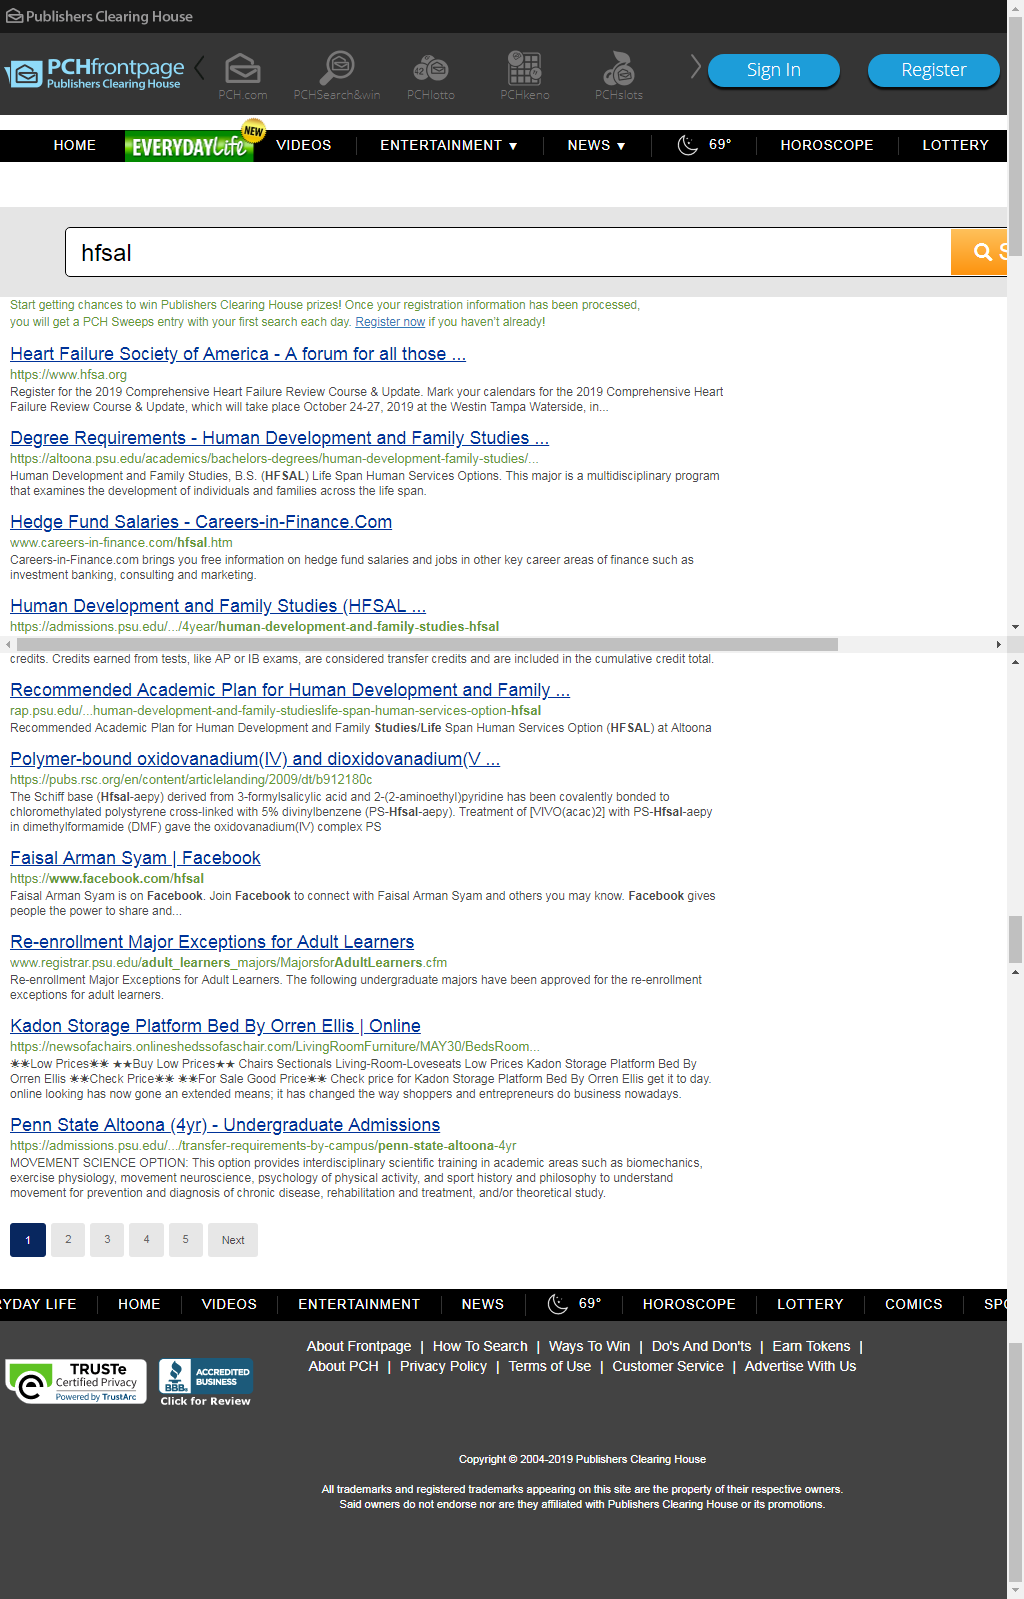 Publishers Clearing House
PCHfrontpage
Publishers Clearing House
PCH.com
PCHSearch&win
42
PCHlotto
PCHkeno
PCHslots
Sign In
Register
HOME
EVERYDAY Life
NEW
VIDEOS
ENTERTAINMENT ▼
NEWS ▼
69°
HOROSCOPE
LOTTERY
hfsal
S
Start getting chances to win Publishers Clearing House prizes! Once your registration information has been processed,
you will get a PCH Sweeps entry with your first search each day. Register now if you haven't already!
Heart Failure Society of America - A forum for all those ...
https://www.hfsa.org
Register for the 2019 Comprehensive Heart Failure Review Course & Update. Mark your calendars for the 2019 Comprehensive Heart
Failure Review Course & Update, which will take place October 24-27, 2019 at the Westin Tampa Waterside, in...
Degree Requirements - Human Development and Family Studies ...
https://altoona.psu.edu/academics/bachelors-degrees/human-development-family-studies/...
Human Development and Family Studies, B.S. (HFSAL) Life Span Human Services Options. This major is a multidisciplinary program
that examines the development of individuals and families across the life span.
Hedge Fund Salaries - Careers-in-Finance.Com
www.careers-in-finance.com/hfsal.htm
Careers-in-Finance.com brings you free information on hedge fund salaries and jobs in other key career areas of finance such as
investment banking, consulting and marketing.
Human Development and Family Studies (HFSAL ...
https://admissions.psu.edu/.../4year/human-development-and-family-studies-hfsal
credits. Credits earned from tests, like AP or IB exams, are considered transfer credits and are included in the cumulative credit total.
Recommended Academic Plan for Human Development and Family ...
rap.psu.edu/...human-development-and-family-studieslife-span-human-services-option-hfsal
Recommended Academic Plan for Human Development and Family Studies/Life Span Human Services Option (HFSAL) at Altoona
Polymer-bound oxidovanadium(IV) and dioxidovanadium(V ...
https://pubs.rsc.org/en/content/articlelanding/2009/dt/b912180c
The Schiff base (Hfsal-aepy) derived from 3-formylsalicylic acid and 2-(2-aminoethyl)pyridine has been covalently bonded to
chloromethylated polystyrene cross-linked with 5% divinylbenzene (PS-Hfsal-aepy). Treatment of [VIVO(acac)2] with PS-Hfsal-aepy
in dimethylformamide (DMF) gave the oxidovanadium(IV) complex PS
Faisal Arman Syam | Facebook
https://www.facebook.com/hfsal
Faisal Arman Syam is on Facebook. Join Facebook to connect with Faisal Arman Syam and others you may know. Facebook gives
people the power to share and...
Re-enrollment Major Exceptions for Adult Learners
www.registrar.psu.edu/adult_learners_majors/MajorsforAdultLearners.cfm
Re-enrollment Major Exceptions for Adult Learners. The following undergraduate majors have been approved for the re-enrollment
exceptions for adult learners.
Kadon Storage Platform Bed By Orren Ellis | Online
https://newsofachairs.onlineshedssofaschair.com/LivingRoomFurniture/MAY30/BedsRoom...
☀☀Low Prices☀☀ ★★Buy Low Prices★★ Chairs Sectionals Living-Room-Loveseats Low Prices Kadon Storage Platform Bed By
Orren Ellis ☀☀Check Price☀☀ ☀☀For Sale Good Price☀☀ Check price for Kadon Storage Platform Bed By Orren Ellis get it to day.
online looking has now gone an extended means; it has changed the way shoppers and entrepreneurs do business nowadays.
Penn State Altoona (4yr) - Undergraduate Admissions
https://admissions.psu.edu/.../transfer-requirements-by-campus/penn-state-altoona-4yr
MOVEMENT SCIENCE OPTION: This option provides interdisciplinary scientific training in academic areas such as biomechanics,
exercise physiology, movement neuroscience, psychology of physical activity, and sport history and philosophy to understand
movement for prevention and diagnosis of chronic disease, rehabilitation and treatment, and/or theoretical study.
1 2 3 4 5 Next
RYDAY LIFE
HOME
VIDEOS
ENTERTAINMENT
NEWS
69°
HOROSCOPE
LOTTERY
COMICS
SPO
About Frontpage | How To Search | Ways To Win | Do's And Don'ts | Earn Tokens |
About PCH | Privacy Policy | Terms of Use | Customer Service | Advertise With Us
TRUSTe
Certified Privacy
Powered by TrustArc
BBB.
ACCREDITED
BUSINESS
Click for Review
Copyright © 2004-2019 Publishers Clearing House
All trademarks and registered trademarks appearing on this site are the property of their respective owners.
Said owners do not endorse nor are they affiliated with Publishers Clearing House or its promotions.